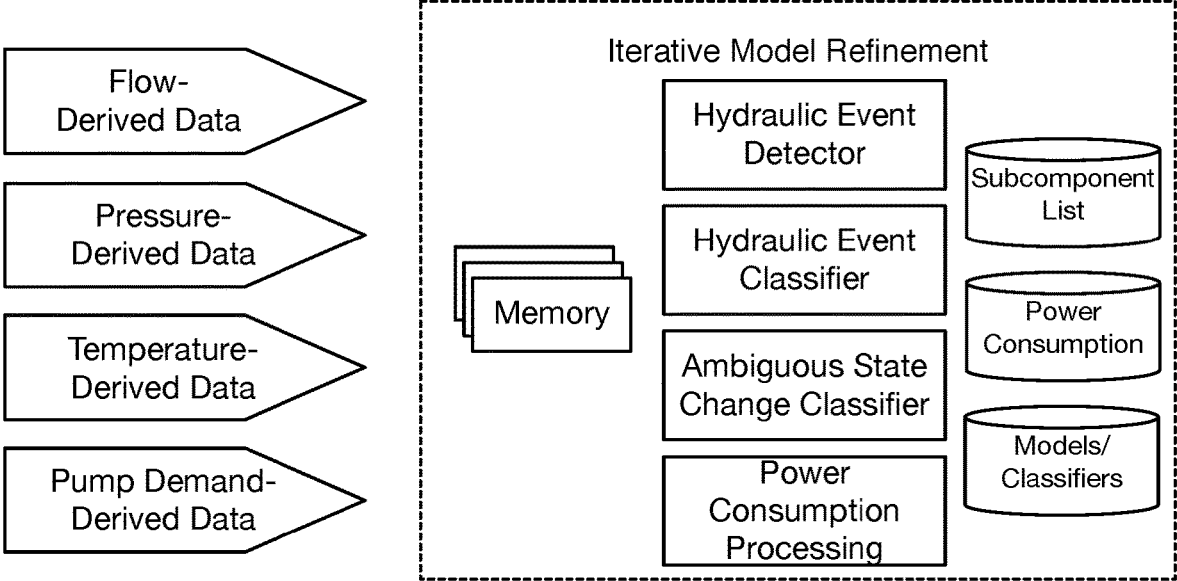 Flow-
Derived Data
Pressure-
Derived Data
Temperature-
Derived Data
Pump Demand-
Derived Data
Iterative Model Refinement
Memory
Hydraulic Event
Detector
Hydraulic Event
Classifier
Ambiguous State
Change Classifier
Power
Consumption
Processing
Subcomponent
List
Power
Consumption
Models/
Classifiers